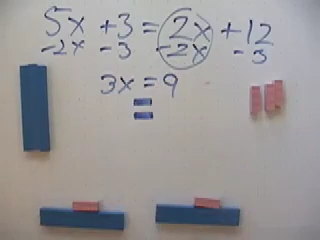 5x + 3 = 2x + 12
-2x -3 -2x -3
3x = 9